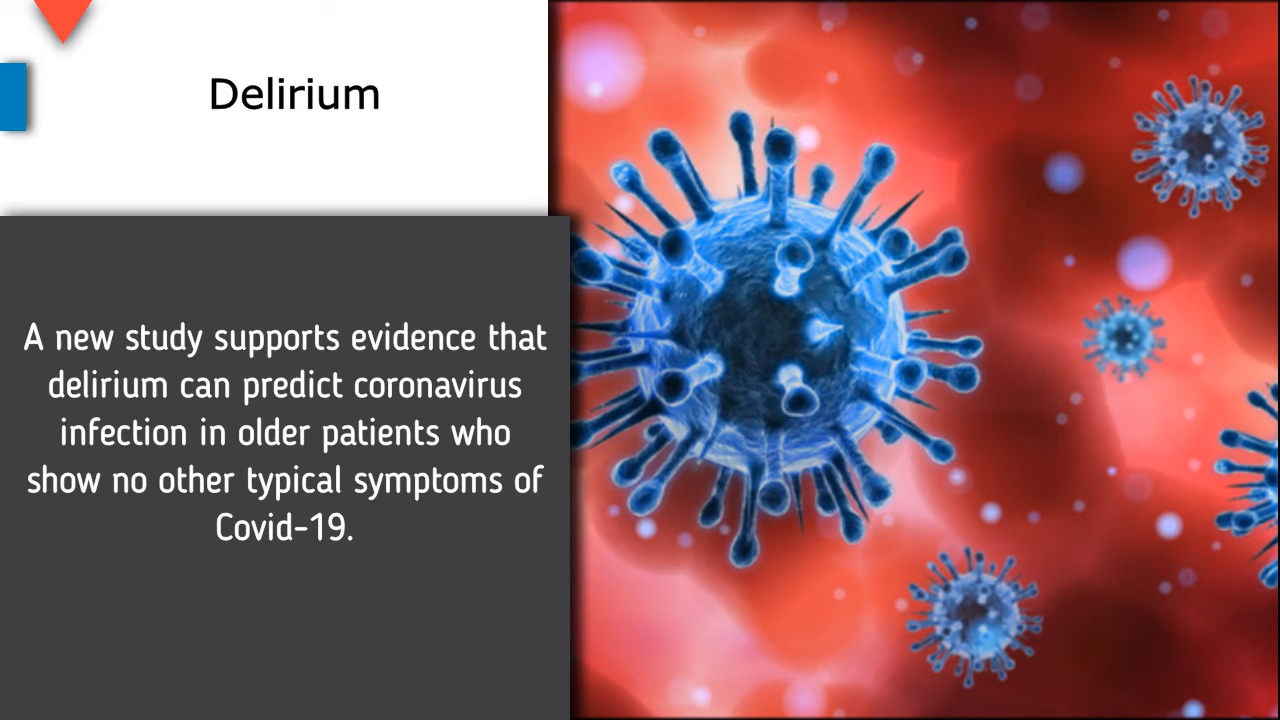 Delirium
A new study supports evidence that
delirium can predict coronavirus
infection in older patients who
show no other typical symptoms of
Covid-19.